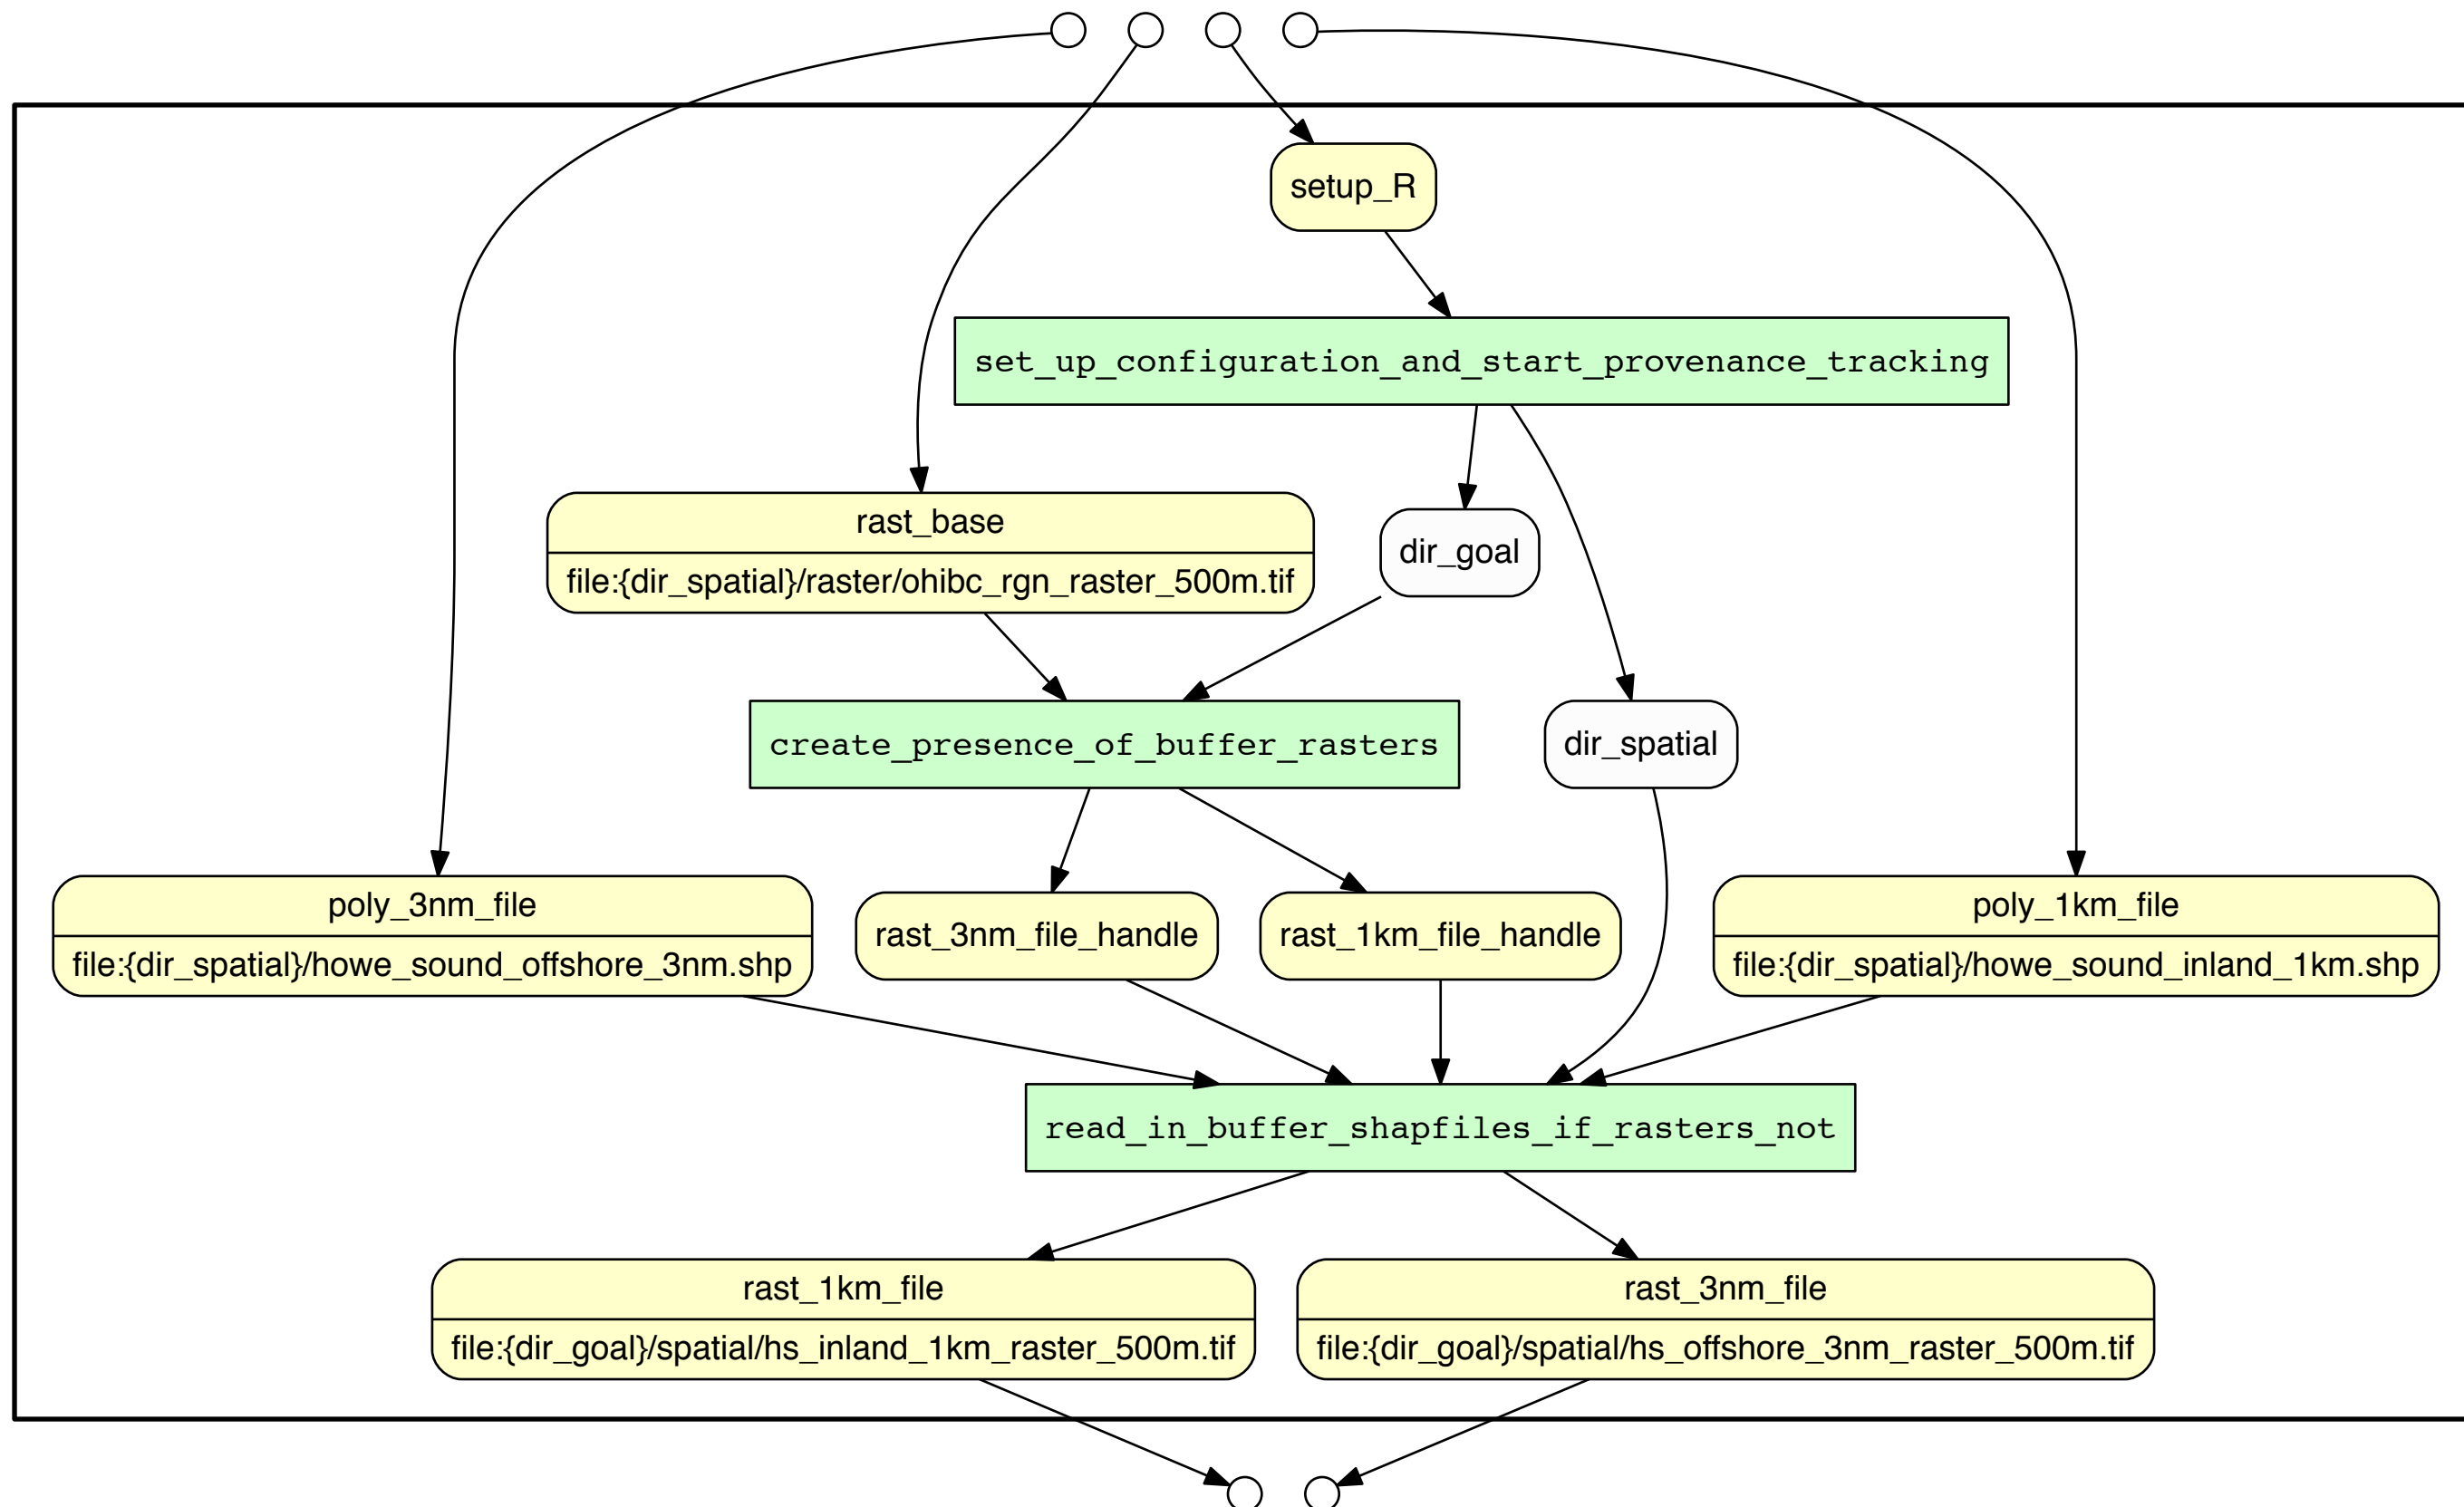 setup_R
set_up_configuration_and_start_provenance_tracking
rast_base
file:{dir_spatial}/raster/ohibc_rgn_raster_500m.tif
dir_goal
create_presence_of_buffer_rasters
dir_spatial
poly_3nm_file
file:{dir_spatial}/howe_sound_offshore_3nm.shp
rast_3nm_file_handle
rast_1km_file_handle
poly_1km_file
file:{dir_spatial}/howe_sound_inland_1km.shp
read_in_buffer_shapfiles_if_rasters_not
rast_1km_file
file:{dir_goal}/spatial/hs_inland_1km_raster_500m.tif
rast_3nm_file
file:{dir_goal}/spatial/hs_offshore_3nm_raster_500m.tif